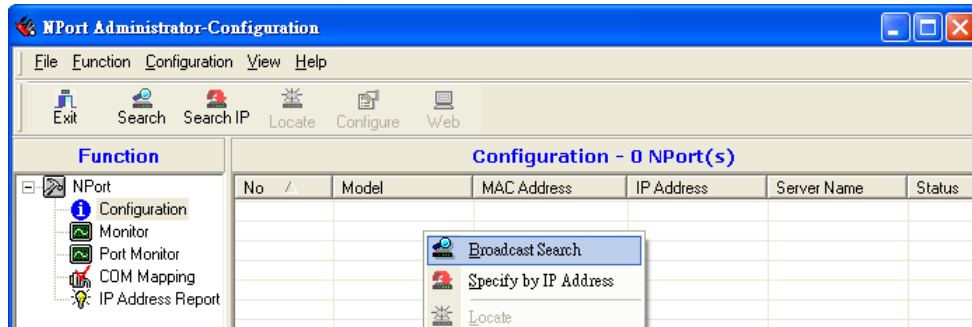 NPort Administrator-Configuration
File Function Configuration View Help
Exit Search Search IP Locate Configure Web
Function
Configuration - 0 NPort(s)
NPort
Configuration
Monitor
Port Monitor
COM Mapping
IP Address Report
No Model MAC Address IP Address Server Name Status
Broadcast Search
Specify by IP Address
Locate